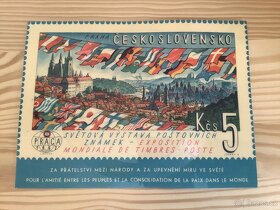 PRAHA ČESKOSLOVENSKO
Kčs 5
PRAGA
1962
SVĚTOVÁ VÝSTAVA POŠTOVNÍCH
ZNÁMEK - EXPOSITION
MONDIALE DE TIMBRES-POSTE
ZA PŘÁTELSTVÍ MEZI NÁRODY A ZA UPEVNĚNÍ MÍRU VE SVĚTĚ
POUR L'AMITIÉ ENTRE LES PEUPLES ET LA CONSOLIDATION DE LA PAIX DANS LE MONDE